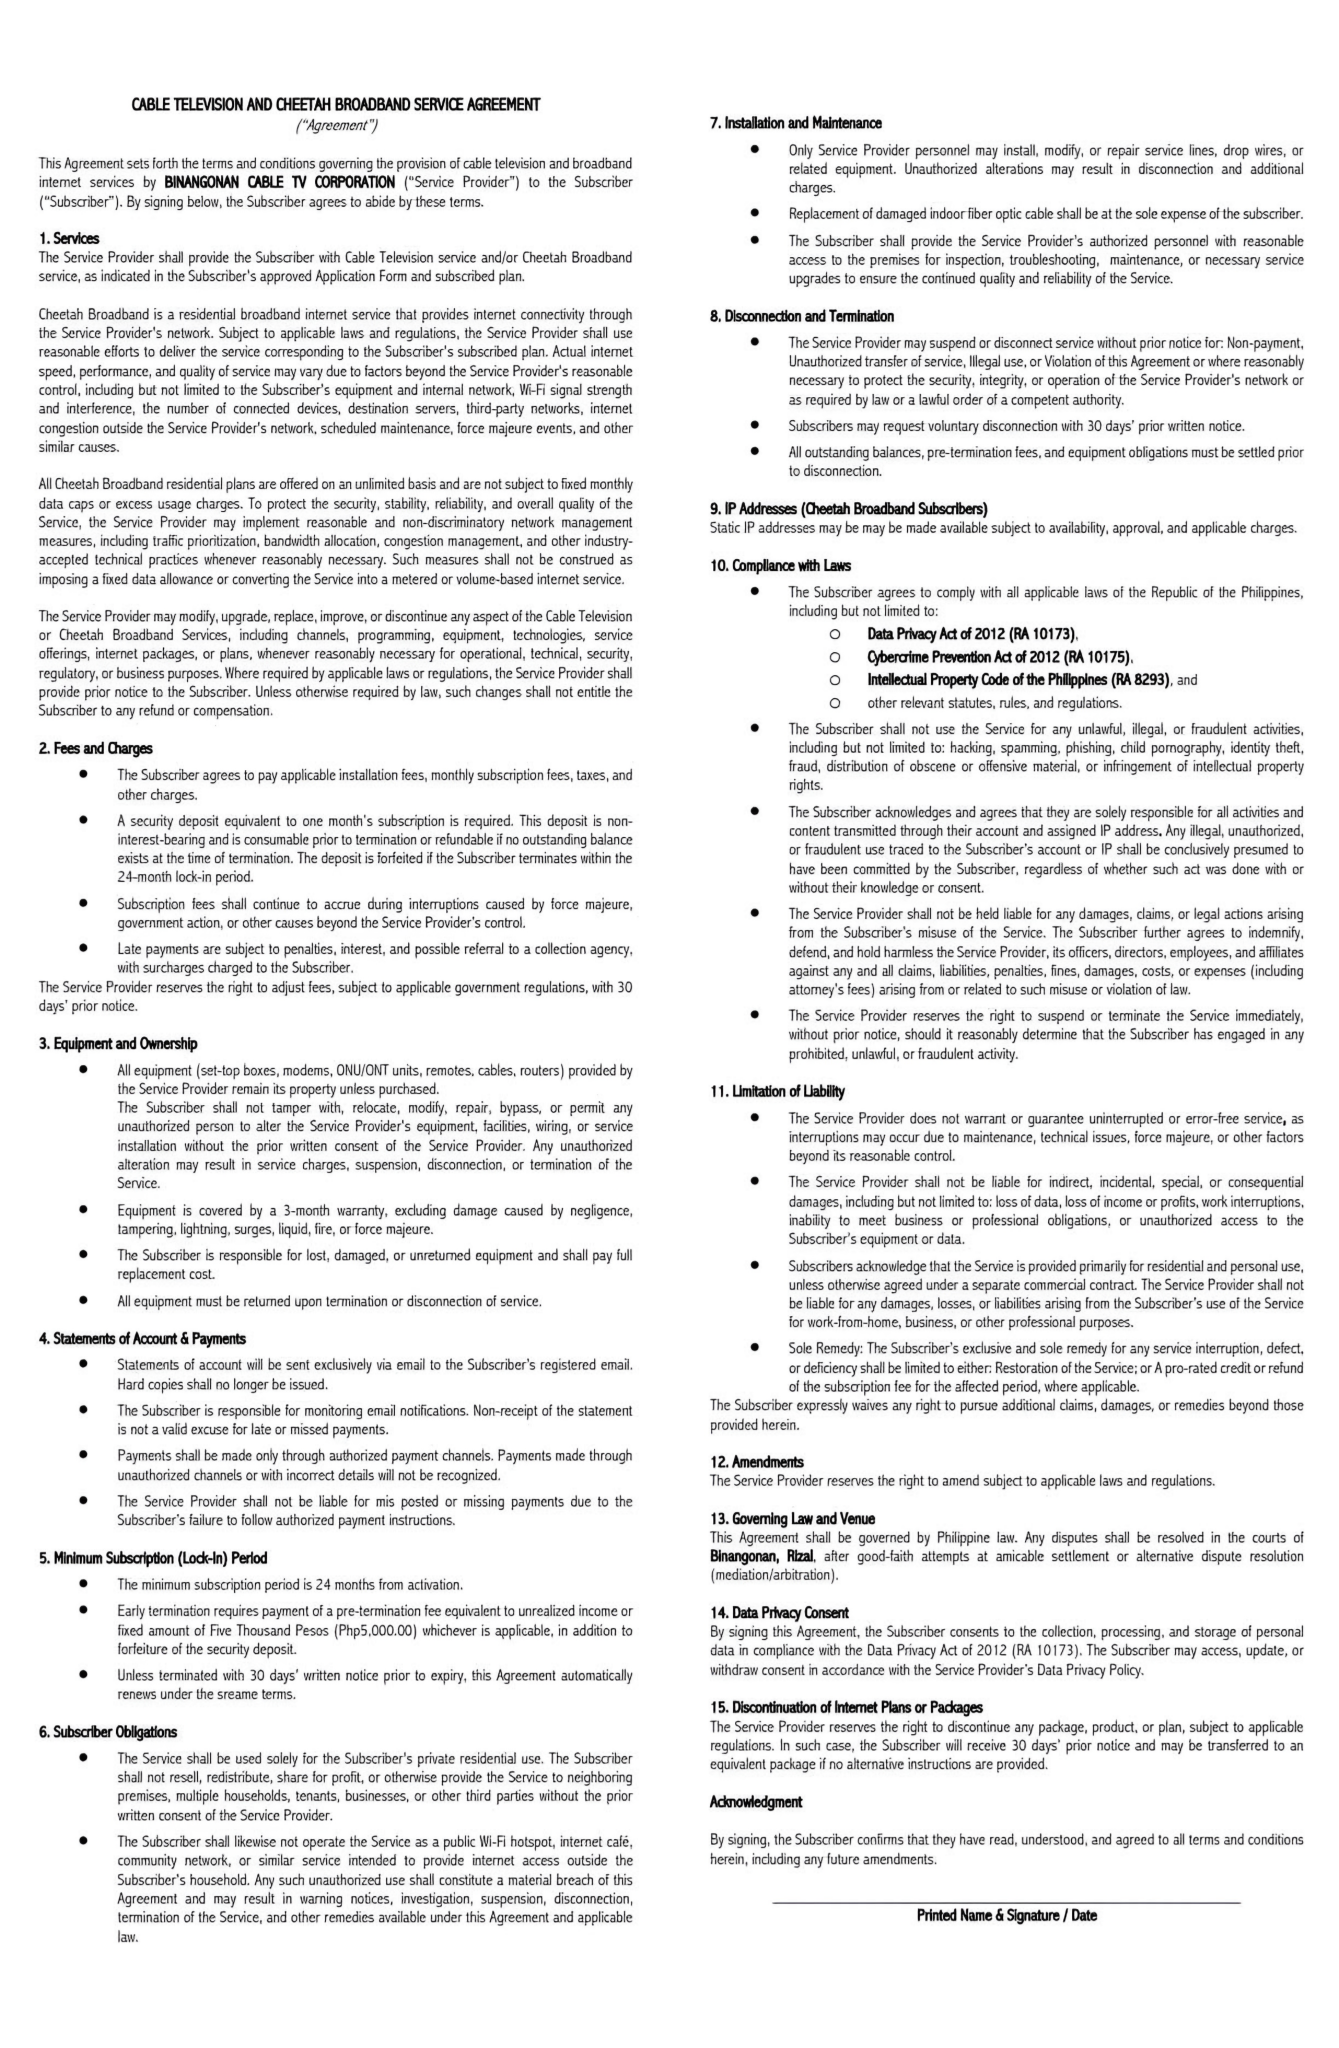 CABLE TELEVISION AND CHEETAH BROADBAND SERVICE AGREEMENT
("Agreement")
This Agreement sets forth the terms and conditions governing the provision of cable television and broadband
internet services by BINANGONAN CABLE TV CORPORATION ("Service Provider") to the Subscriber
("Subscriber"). By signing below, the Subscriber agrees to abide by these terms.
1. Services
The Service Provider shall provide the Subscriber with Cable Television service and/or Cheetah Broadband
service, as indicated in the Subscriber's approved Application Form and subscribed plan.
Cheetah Broadband is a residential broadband internet service that provides internet connectivity through
the Service Provider's network. Subject to applicable laws and regulations, the Service Provider shall use
reasonable efforts to deliver the service corresponding to the Subscriber's subscribed plan. Actual internet
speed, performance, and quality of service may vary due to factors beyond the Service Provider's reasonable
control, including but not limited to the Subscriber's equipment and internal network, Wi-Fi signal strength
and interference, the number of connected devices, destination servers, third-party networks, internet
congestion outside the Service Provider's network, scheduled maintenance, force majeure events, and other
similar causes.
All Cheetah Broadband residential plans are offered on an unlimited basis and are not subject to fixed monthly
data caps or excess usage charges. To protect the security, stability, reliability, and overall quality of the
Service, the Service Provider may implement reasonable and non-discriminatory network management
measures, including traffic prioritization, bandwidth allocation, congestion management, and other industry-
accepted technical practices whenever reasonably necessary. Such measures shall not be construed as
imposing a fixed data allowance or converting the Service into a metered or volume-based internet service.
The Service Provider may modify, upgrade, replace, improve, or discontinue any aspect of the Cable Television
or Cheetah Broadband Services, including channels, programming, equipment, technologies, service
offerings, internet packages, or plans, whenever reasonably necessary for operational, technical, security,
regulatory, or business purposes. Where required by applicable laws or regulations, the Service Provider shall
provide prior notice to the Subscriber. Unless otherwise required by law, such changes shall not entitle the
Subscriber to any refund or compensation.
2. Fees and Charges
● The Subscriber agrees to pay applicable installation fees, monthly subscription fees, taxes, and
other charges.
● A security deposit equivalent to one month's subscription is required. This deposit is non-
interest-bearing and is consumable prior to termination or refundable if no outstanding balance
exists at the time of termination. The deposit is forfeited if the Subscriber terminates within the
24-month lock-in period.
● Subscription fees shall continue to accrue during interruptions caused by force majeure,
government action, or other causes beyond the Service Provider's control.
● Late payments are subject to penalties, interest, and possible referral to a collection agency,
with surcharges charged to the Subscriber.
The Service Provider reserves the right to adjust fees, subject to applicable government regulations, with 30
days' prior notice.
3. Equipment and Ownership
● All equipment (set-top boxes, modems, ONU/ONT units, remotes, cables, routers) provided by
the Service Provider remain its property unless purchased.
The Subscriber shall not tamper with, relocate, modify, repair, bypass, or permit any
unauthorized person to alter the Service Provider's equipment, facilities, wiring, or service
installation without the prior written consent of the Service Provider. Any unauthorized
alteration may result in service charges, suspension, disconnection, or termination of the
Service.
● Equipment is covered by a 3-month warranty, excluding damage caused by negligence,
tampering, lightning, surges, liquid, fire, or force majeure.
● The Subscriber is responsible for lost, damaged, or unreturned equipment and shall pay full
replacement cost.
● All equipment must be returned upon termination or disconnection of service.
4. Statements of Account & Payments
● Statements of account will be sent exclusively via email to the Subscriber's registered email.
Hard copies shall no longer be issued.
● The Subscriber is responsible for monitoring email notifications. Non-receipt of the statement
is not a valid excuse for late or missed payments.
● Payments shall be made only through authorized payment channels. Payments made through
unauthorized channels or with incorrect details will not be recognized.
● The Service Provider shall not be liable for mis posted or missing payments due to the
Subscriber's failure to follow authorized payment instructions.
5. Minimum Subscription (Lock-In) Period
● The minimum subscription period is 24 months from activation.
● Early termination requires payment of a pre-termination fee equivalent to unrealized income or
fixed amount of Five Thousand Pesos (Php5,000.00) whichever is applicable, in addition to
forfeiture of the security deposit.
● Unless terminated with 30 days' written notice prior to expiry, this Agreement automatically
renews under the sreame terms.
6. Subscriber Obligations
● The Service shall be used solely for the Subscriber's private residential use. The Subscriber
shall not resell, redistribute, share for profit, or otherwise provide the Service to neighboring
premises, multiple households, tenants, businesses, or other third parties without the prior
written consent of the Service Provider.
● The Subscriber shall likewise not operate the Service as a public Wi-Fi hotspot, internet café,
community network, or similar service intended to provide internet access outside the
Subscriber's household. Any such unauthorized use shall constitute a material breach of this
Agreement and may result in warning notices, investigation, suspension, disconnection,
termination of the Service, and other remedies available under this Agreement and applicable
law.
7. Installation and Maintenance
● Only Service Provider personnel may install, modify, or repair service lines, drop wires, or
related equipment. Unauthorized alterations may result in disconnection and additional
charges.
● Replacement of damaged indoor fiber optic cable shall be at the sole expense of the subscriber.
● The Subscriber shall provide the Service Provider's authorized personnel with reasonable
access to the premises for inspection, troubleshooting, maintenance, or necessary service
upgrades to ensure the continued quality and reliability of the Service.
8. Disconnection and Termination
● The Service Provider may suspend or disconnect service without prior notice for: Non-payment,
Unauthorized transfer of service, Illegal use, or Violation of this Agreement or where reasonably
necessary to protect the security, integrity, or operation of the Service Provider's network or
as required by law or a lawful order of a competent authority.
● Subscribers may request voluntary disconnection with 30 days' prior written notice.
● All outstanding balances, pre-termination fees, and equipment obligations must be settled prior
to disconnection.
9. IP Addresses (Cheetah Broadband Subscribers)
Static IP addresses may be may be made available subject to availability, approval, and applicable charges.
10. Compliance with Laws
● The Subscriber agrees to comply with all applicable laws of the Republic of the Philippines,
including but not limited to:
○ Data Privacy Act of 2012 (RA 10173),
○ Cybercrime Prevention Act of 2012 (RA 10175),
○ Intellectual Property Code of the Philippines (RA 8293), and
○ other relevant statutes, rules, and regulations.
● The Subscriber shall not use the Service for any unlawful, illegal, or fraudulent activities,
including but not limited to: hacking, spamming, phishing, child pornography, identity theft,
fraud, distribution of obscene or offensive material, or infringement of intellectual property
rights.
● The Subscriber acknowledges and agrees that they are solely responsible for all activities and
content transmitted through their account and assigned IP address. Any illegal, unauthorized,
or fraudulent use traced to the Subscriber's account or IP shall be conclusively presumed to
have been committed by the Subscriber, regardless of whether such act was done with or
without their knowledge or consent.
● The Service Provider shall not be held liable for any damages, claims, or legal actions arising
from the Subscriber's misuse of the Service. The Subscriber further agrees to indemnify,
defend, and hold harmless the Service Provider, its officers, directors, employees, and affiliates
against any and all claims, liabilities, penalties, fines, damages, costs, or expenses (including
attorney's fees) arising from or related to such misuse or violation of law.
● The Service Provider reserves the right to suspend or terminate the Service immediately,
without prior notice, should it reasonably determine that the Subscriber has engaged in any
prohibited, unlawful, or fraudulent activity.
11. Limitation of Liability
● The Service Provider does not warrant or guarantee uninterrupted or error-free service, as
interruptions may occur due to maintenance, technical issues, force majeure, or other factors
beyond its reasonable control.
● The Service Provider shall not be liable for indirect, incidental, special, or consequential
damages, including but not limited to: loss of data, loss of income or profits, work interruptions,
inability to meet business or professional obligations, or unauthorized access to the
Subscriber's equipment or data.
● Subscribers acknowledge that the Service is provided primarily for residential and personal use,
unless otherwise agreed under a separate commercial contract. The Service Provider shall not
be liable for any damages, losses, or liabilities arising from the Subscriber's use of the Service
for work-from-home, business, or other professional purposes.
● Sole Remedy: The Subscriber's exclusive and sole remedy for any service interruption, defect,
or deficiency shall be limited to either: Restoration of the Service; or A pro-rated credit or refund
of the subscription fee for the affected period, where applicable.
The Subscriber expressly waives any right to pursue additional claims, damages, or remedies beyond those
provided herein.
12. Amendments
The Service Provider reserves the right to amend subject to applicable laws and regulations.
13. Governing Law and Venue
This Agreement shall be governed by Philippine law. Any disputes shall be resolved in the courts of
Binangonan, Rizal, after good-faith attempts at amicable settlement or alternative dispute resolution
(mediation/arbitration).
14. Data Privacy Consent
By signing this Agreement, the Subscriber consents to the collection, processing, and storage of personal
data in compliance with the Data Privacy Act of 2012 (RA 10173). The Subscriber may access, update, or
withdraw consent in accordance with the Service Provider's Data Privacy Policy.
15. Discontinuation of Internet Plans or Packages
The Service Provider reserves the right to discontinue any package, product, or plan, subject to applicable
regulations. In such case, the Subscriber will receive 30 days' prior notice and may be transferred to an
equivalent package if no alternative instructions are provided.
Acknowledgment
By signing, the Subscriber confirms that they have read, understood, and agreed to all terms and conditions
herein, including any future amendments.
Printed Name & Signature / Date